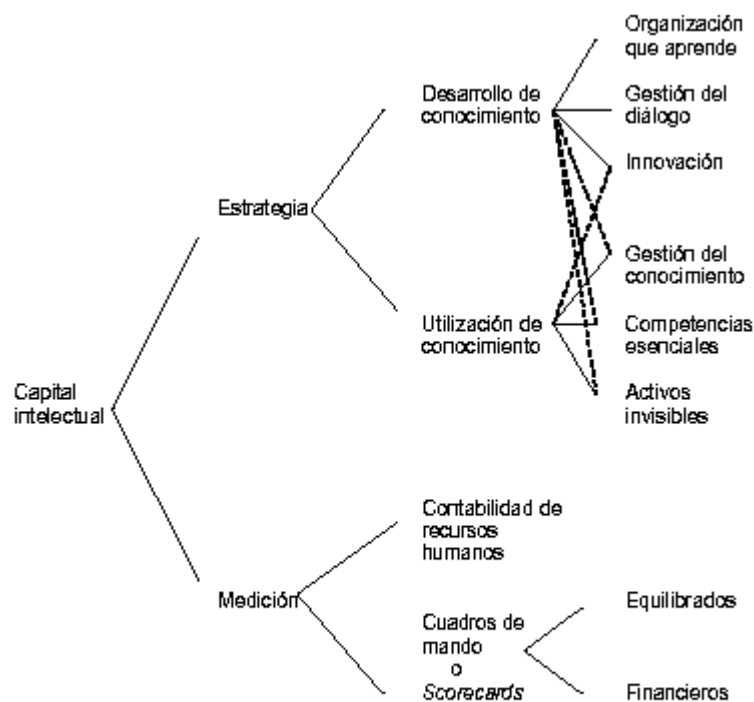 Organización
que aprende
Desarrollo de
conocimiento
Gestión del
diálogo
Innovación
Estrategia
Gestión del
conocimiento
Utilización de
conocimiento
Competencias
esenciales
Capital
intelectual
Activos
invisibles
Contabilidad de
recursos
humanos
Medición
Equilibrados
Cuadros de
mando
o
Scorecards
Financieros